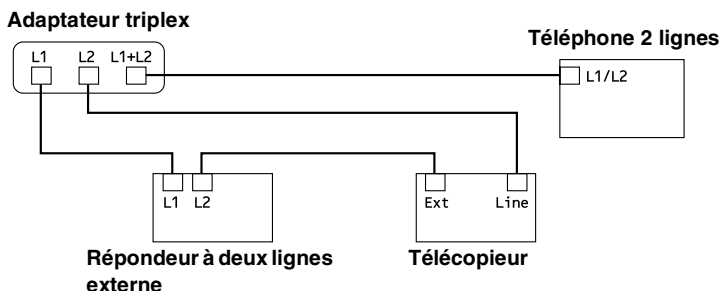 Adaptateur triplex
Téléphone 2 lignes
L1 L2 L1+L2
L1/L2
L1 L2
Ext Line
Répondeur à deux lignes
externe
Télécopieur